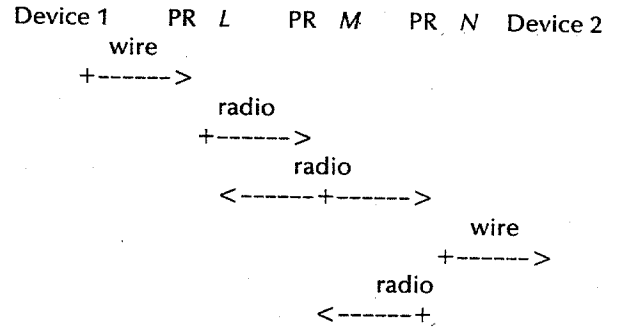 Device 1 PR L PR M PR N Device 2
wire
+------>
radio
+------>
radio
<------+------>
wire
+------>
radio
<------+